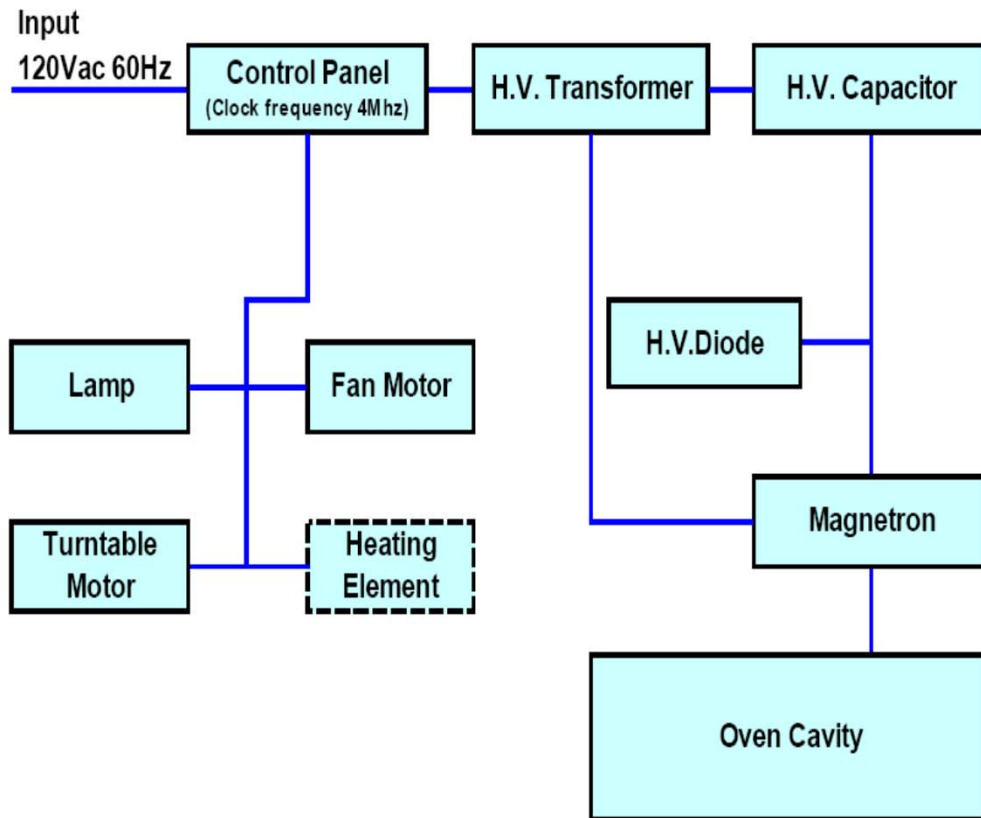 Input
120Vac 60Hz
Control Panel
(Clock frequency 4Mhz)
H.V. Transformer
H.V. Capacitor
H.V.Diode
Lamp
Fan Motor
Magnetron
Turntable
Motor
Heating
Element
Oven Cavity